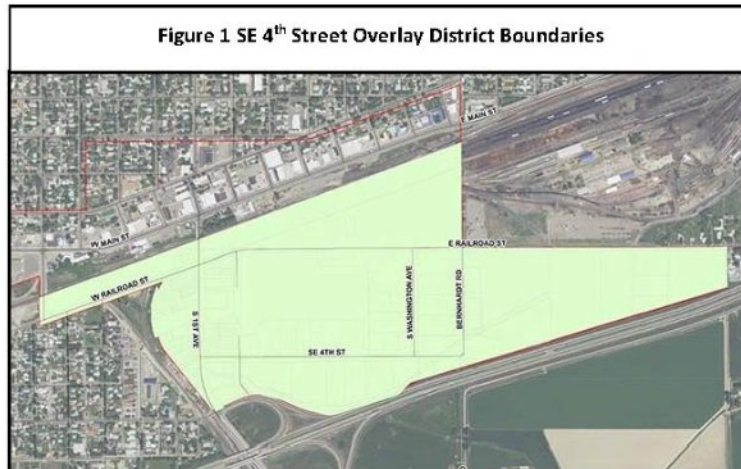 Figure 1 SE 4th Street Overlay District Boundaries
E MAIN ST
W MAIN ST
E RAILROAD ST
W RAILROAD ST
S 1ST AVE
S WASHINGTON AVE
BERNHARDT RD
SE 4TH ST